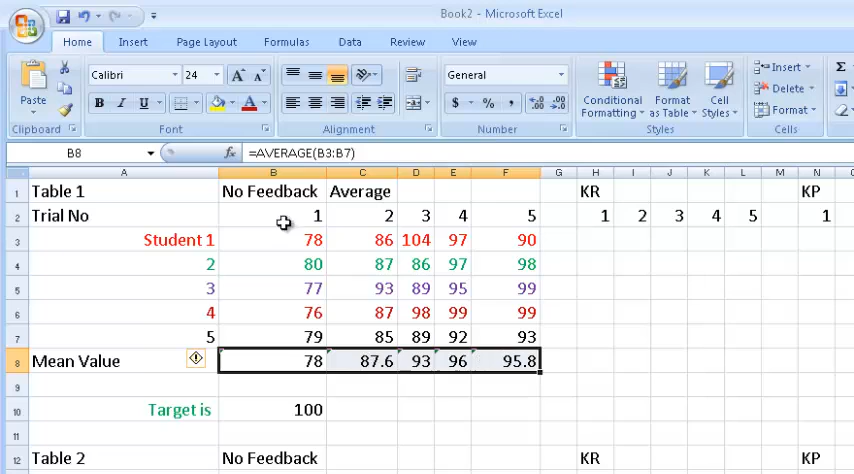 Book2 - Microsoft Excel
Home Insert Page Layout Formulas Data Review View
Calibri 24 A A General Insert Σ
Paste B I U $ % , .0 .00 .00 .0 Conditional Formatting Format as Table Cell Styles Delete
Format
Clipboard Font Alignment Number Styles Cells
B8 fx =AVERAGE(B3:B7)
A B C D E F G H I J K L M N
1 Table 1 No Feedback Average KR KP
2 Trial No 1 2 3 4 5 1 2 3 4 5 1
3 Student 1 78 86 104 97 90
4 2 80 87 86 97 98
5 3 77 93 89 95 99
6 4 76 87 98 99 99
7 5 79 85 89 92 93
8 Mean Value 78 87.6 93 96 95.8
9
10 Target is 100
11
12 Table 2 No Feedback KR KP